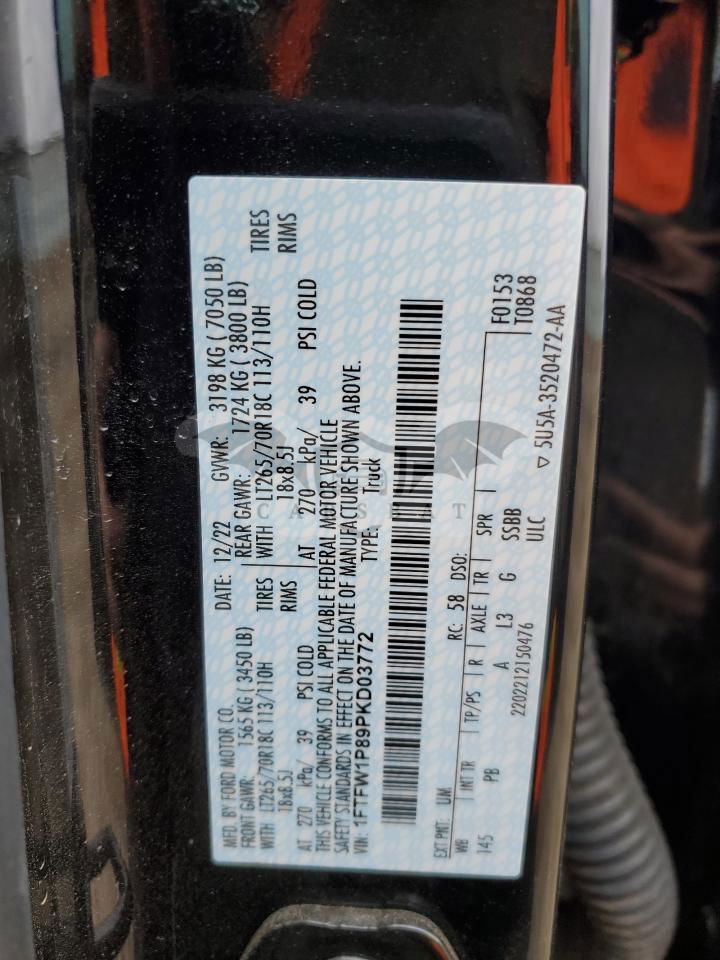 MFD. BY FORD MOTOR CO.
DATE: 12/22 GVWR: 3198 KG ( 7050 LB)
FRONT GAWR: 1565 KG ( 3450 LB) REAR GAWR: 1724 KG ( 3800 LB)
WITH LT265/70R18C 113/110H TIRES WITH LT265/70R18C 113/110H TIRES
18x8.5J RIMS 18x8.5J RIMS
AT 270 kPa/ 39 PSI COLD AT 270 kPa/ 39 PSI COLD
THIS VEHICLE CONFORMS TO ALL APPLICABLE FEDERAL MOTOR VEHICLE
SAFETY STANDARDS IN EFFECT ON THE DATE OF MANUFACTURE SHOWN ABOVE.
VIN: 1FTFW1P89PKD03772 TYPE: Truck
EXT PNT: UM RC: 58 DSO: F0153
WB INT TR TP/PS R AXLE TR SPR T0868
145 PB A L3 G SSBB
2202212150476 ULC ▽ 5U5A-3520472-AA